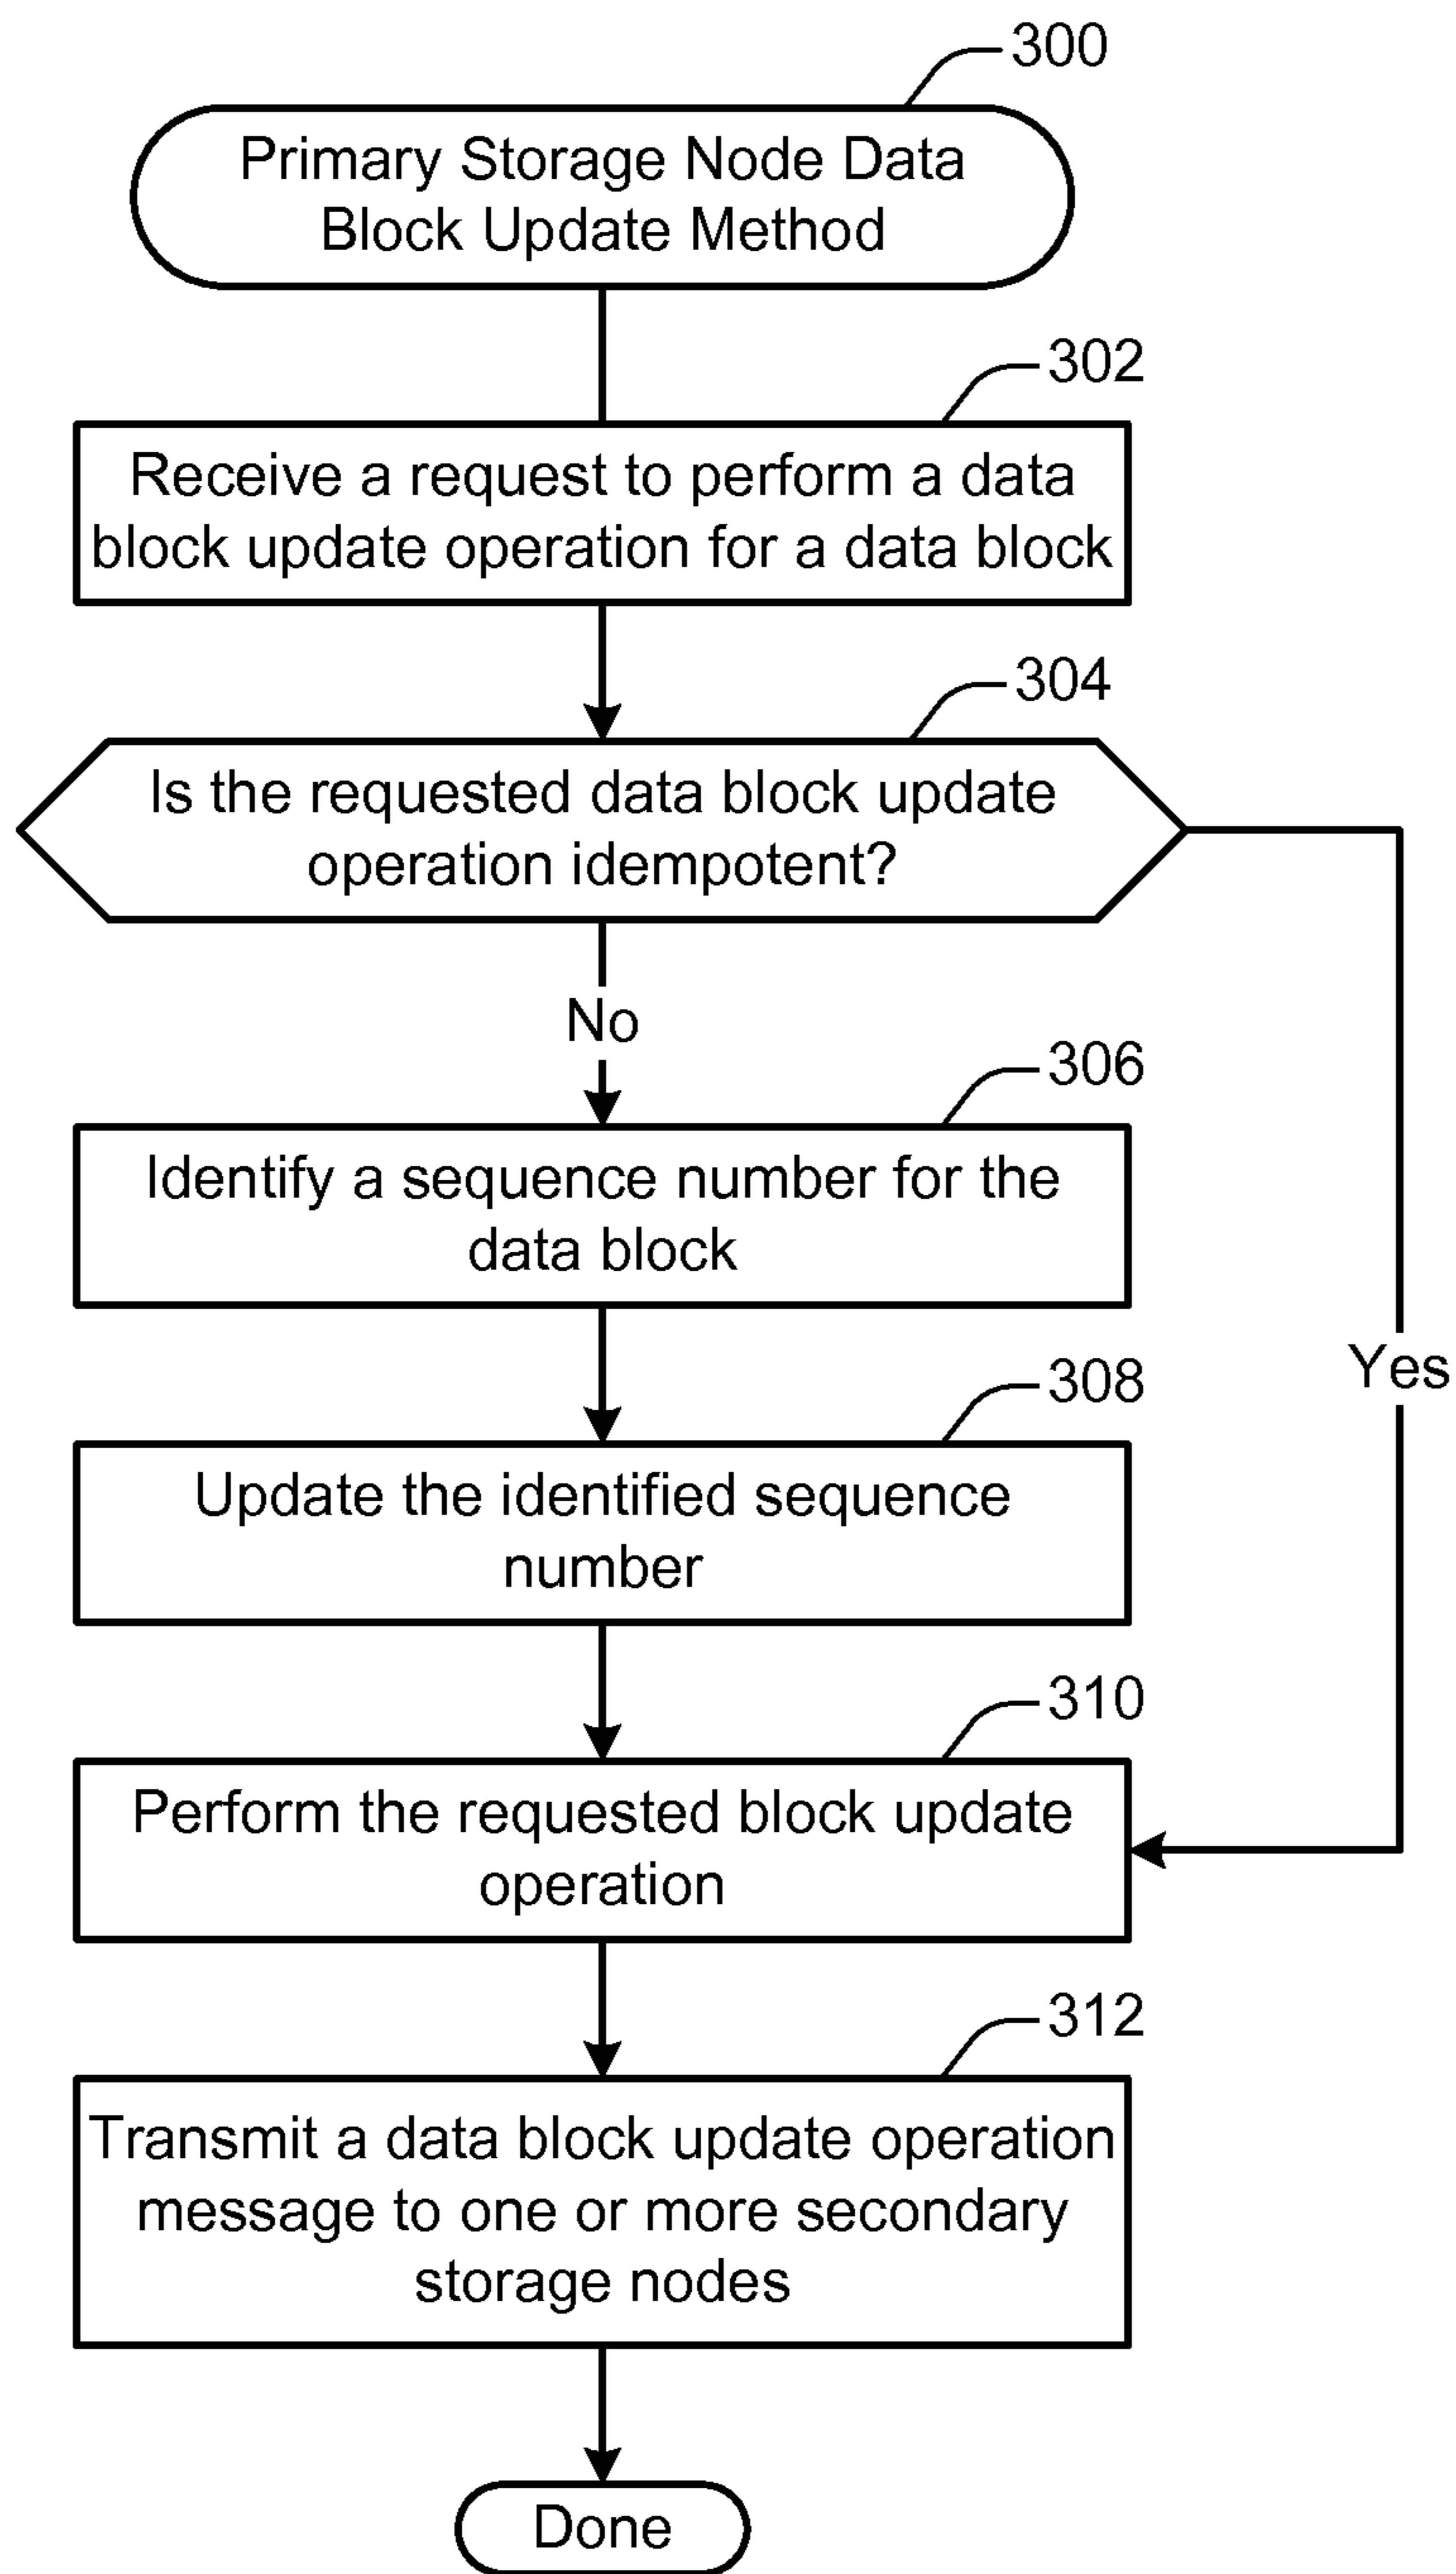 300
Primary Storage Node Data
Block Update Method
302
Receive a request to perform a data
block update operation for a data block
304
Is the requested data block update
operation idempotent?
No
306
Identify a sequence number for the
data block
308
Yes
Update the identified sequence
number
310
Perform the requested block update
operation
312
Transmit a data block update operation
message to one or more secondary
storage nodes
Done